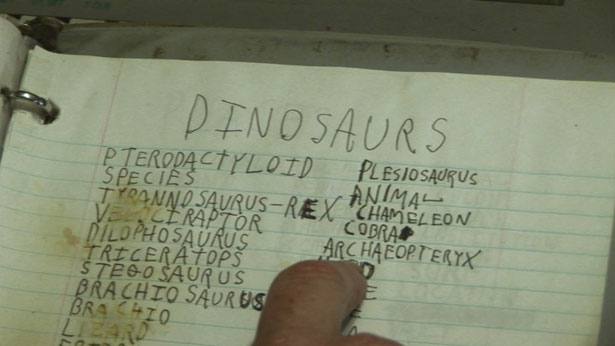 DINOSAURS
PTERODACTYLOID
SPECIES
TYRANNOSAURUS-REX
VELOCIRAPTOR
DILOPHOSAURUS
TRICERATOPS
STEGOSAURUS
BRACHIOSAURUS
BRACHIO
LIZARD
PLESIOSAURUS
ANIMAL
CHAMELEON
COBRA
ARCHAEOPTERYX